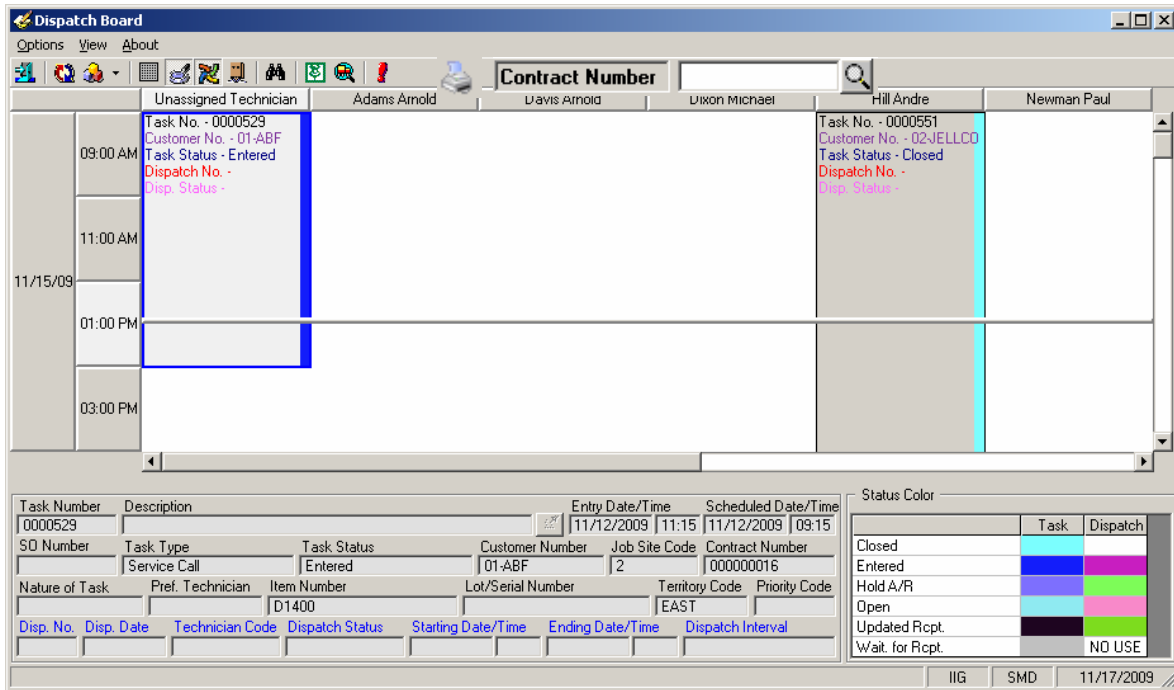 Dispatch Board
Options View About
Contract Number
Unassigned Technician Adams Arnold Davis Arnold Dixon Michael Hill Andre Newman Paul
11/15/09
09:00 AM
11:00 AM
01:00 PM
03:00 PM
Task No. - 0000529
Customer No. - 01-ABF
Task Status - Entered
Dispatch No. -
Disp. Status -
Task No. - 0000551
Customer No. - 02-JELLCO
Task Status - Closed
Dispatch No. -
Disp. Status -
Task Number Description Entry Date/Time Scheduled Date/Time
0000529 11/12/2009 11:15 11/12/2009 09:15
SO Number Task Type Task Status Customer Number Job Site Code Contract Number
Service Call Entered 01-ABF 2 000000016
Nature of Task Pref. Technician Item Number Lot/Serial Number Territory Code Priority Code
D1400 EAST
Disp. No. Disp. Date Technician Code Dispatch Status Starting Date/Time Ending Date/Time Dispatch Interval
Status Color
Task Dispatch
Closed
Entered
Hold A/R
Open
Updated Rcpt.
Wait. for Rcpt. NO USE
IIG SMD 11/17/2009